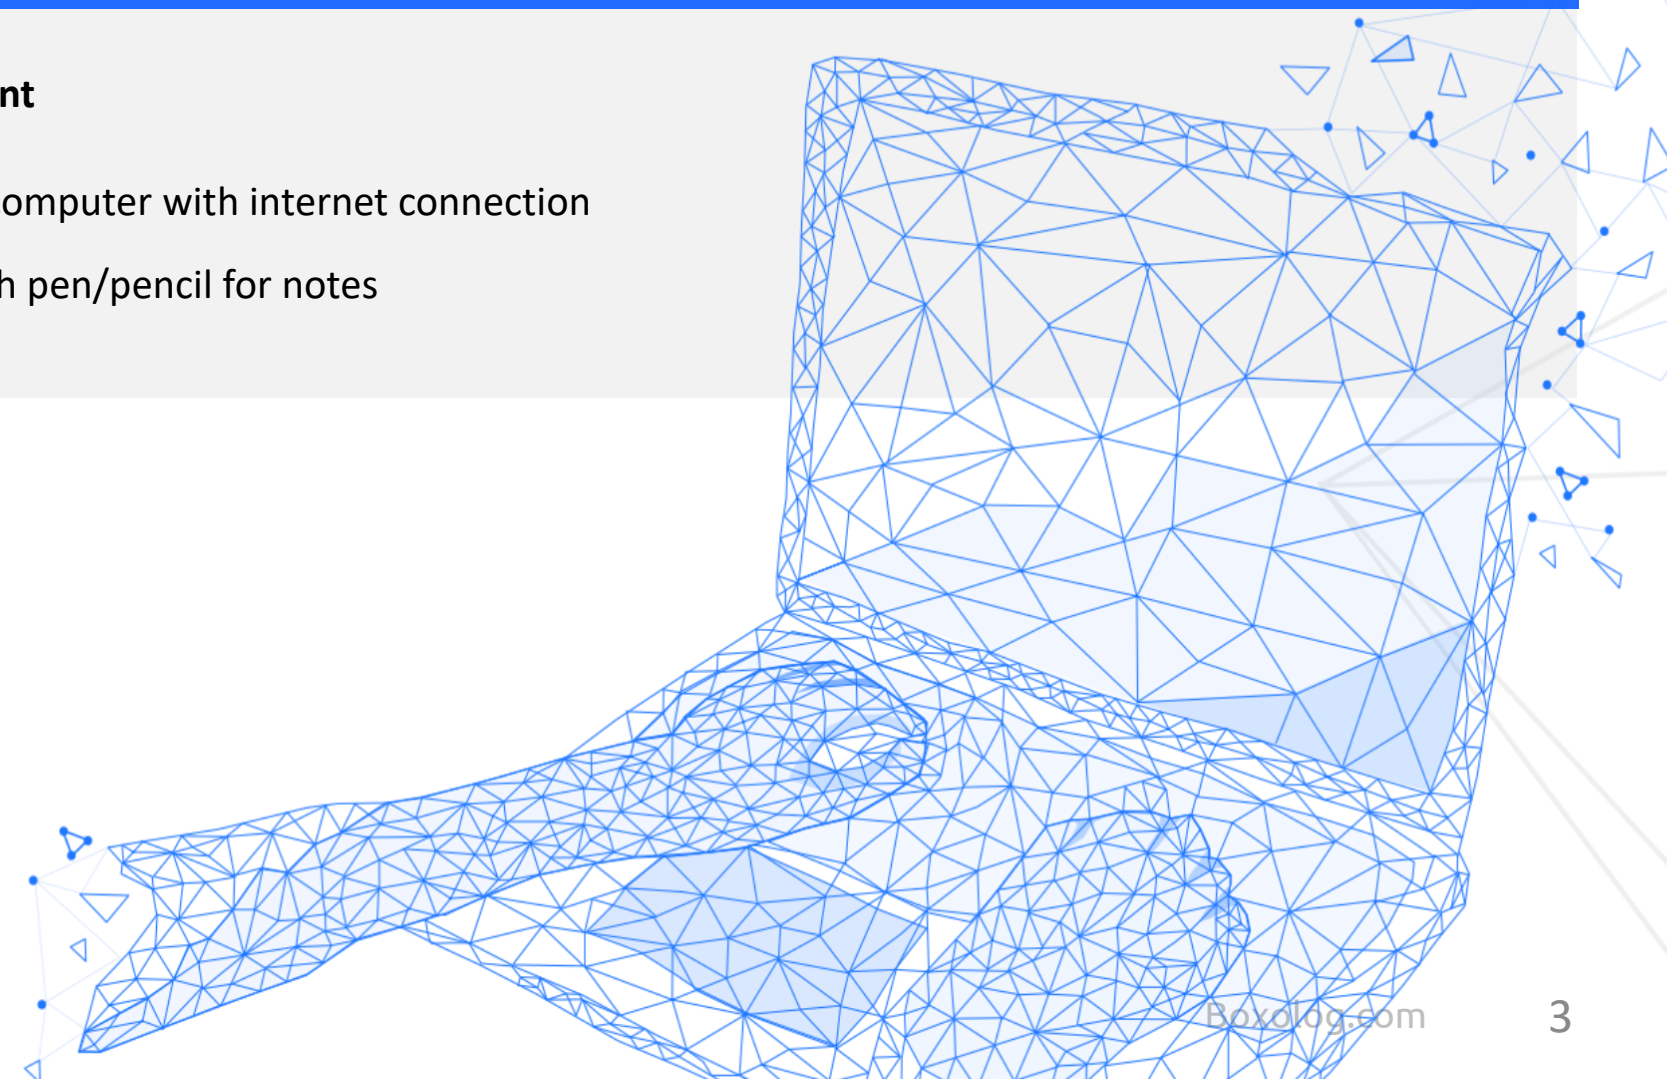 nt
omputer with internet connection
h pen/pencil for notes
Boxolog.com
3